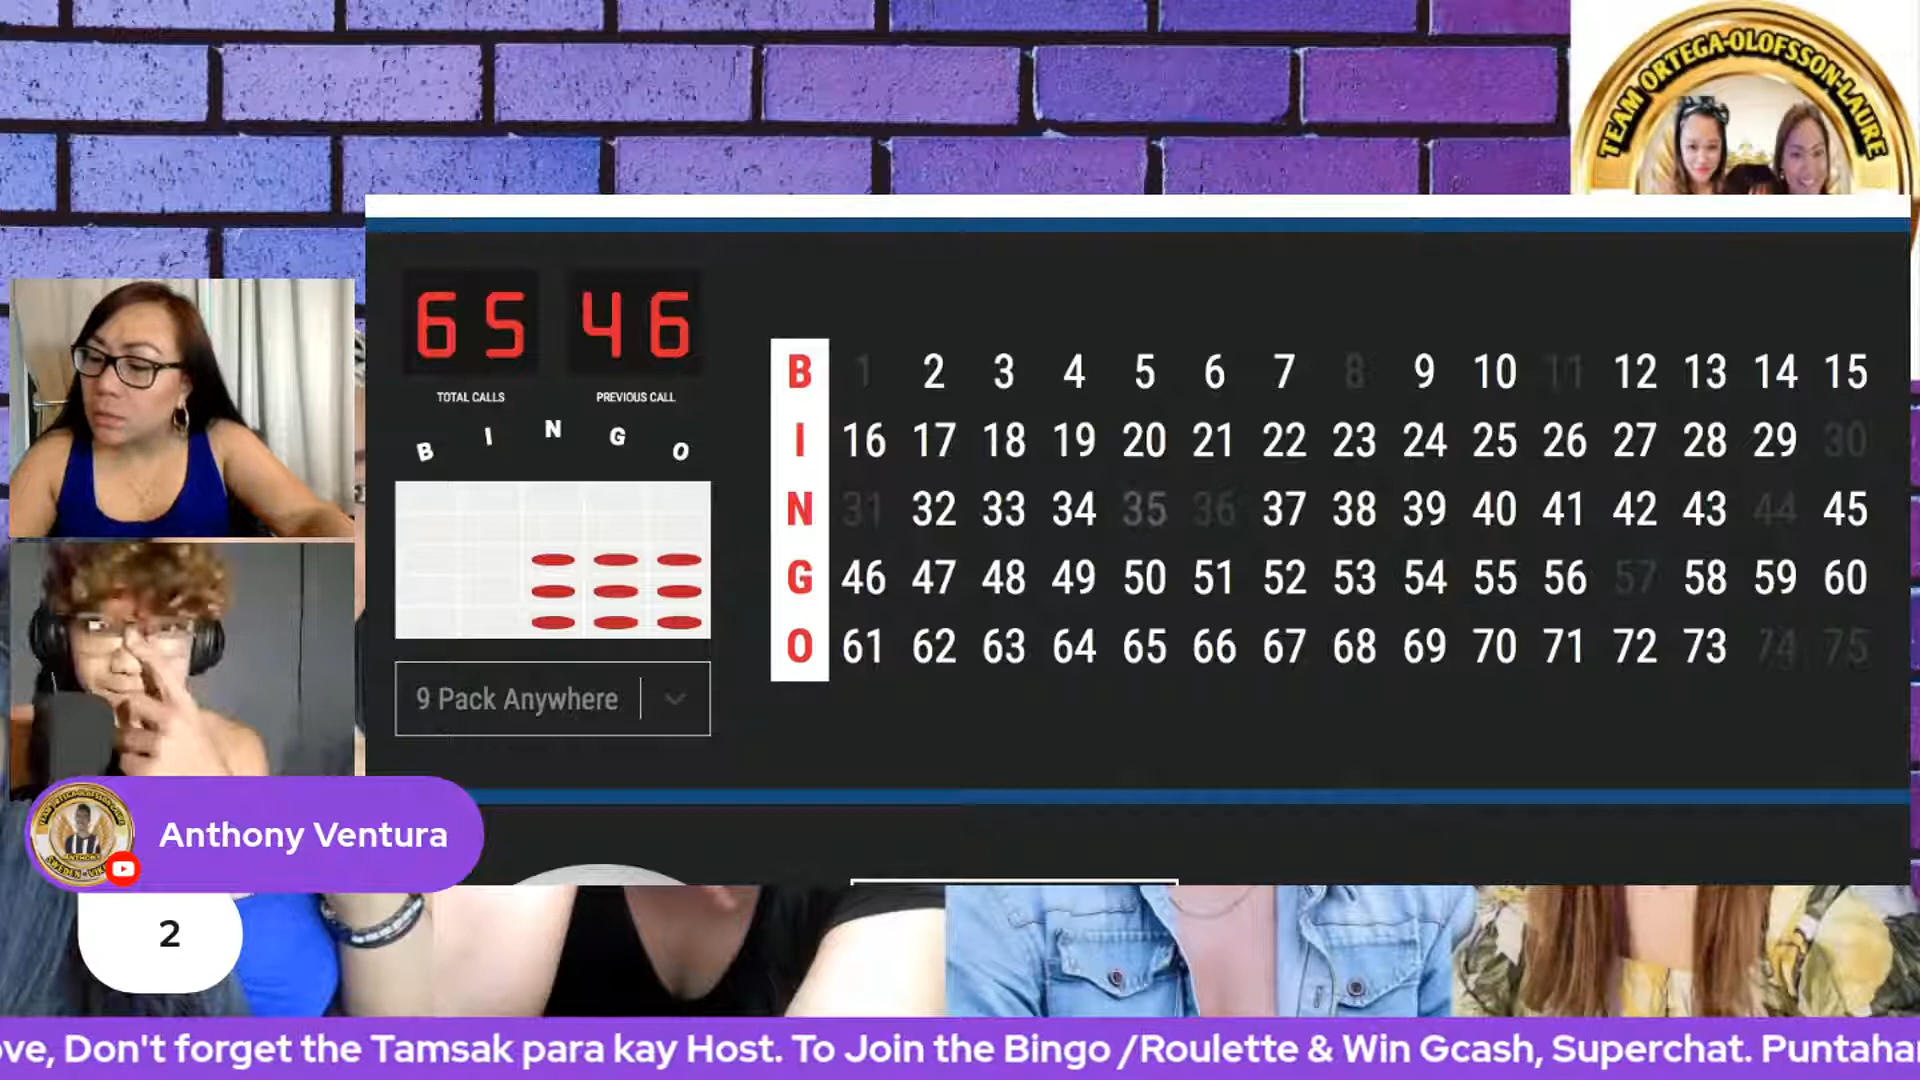 TEAM ORTEGA-OLOFSSON-LAURE
65 46
TOTAL CALLS PREVIOUS CALL
B I N G O
9 Pack Anywhere
B 1 2 3 4 5 6 7 8 9 10 11 12 13 14 15
I 16 17 18 19 20 21 22 23 24 25 26 27 28 29 30
N 31 32 33 34 35 36 37 38 39 40 41 42 43 44 45
G 46 47 48 49 50 51 52 53 54 55 56 57 58 59 60
O 61 62 63 64 65 66 67 68 69 70 71 72 73 74 75
Anthony Ventura
2
ve, Don't forget the Tamsak para kay Host. To Join the Bingo /Roulette & Win Gcash, Superchat. Puntaha